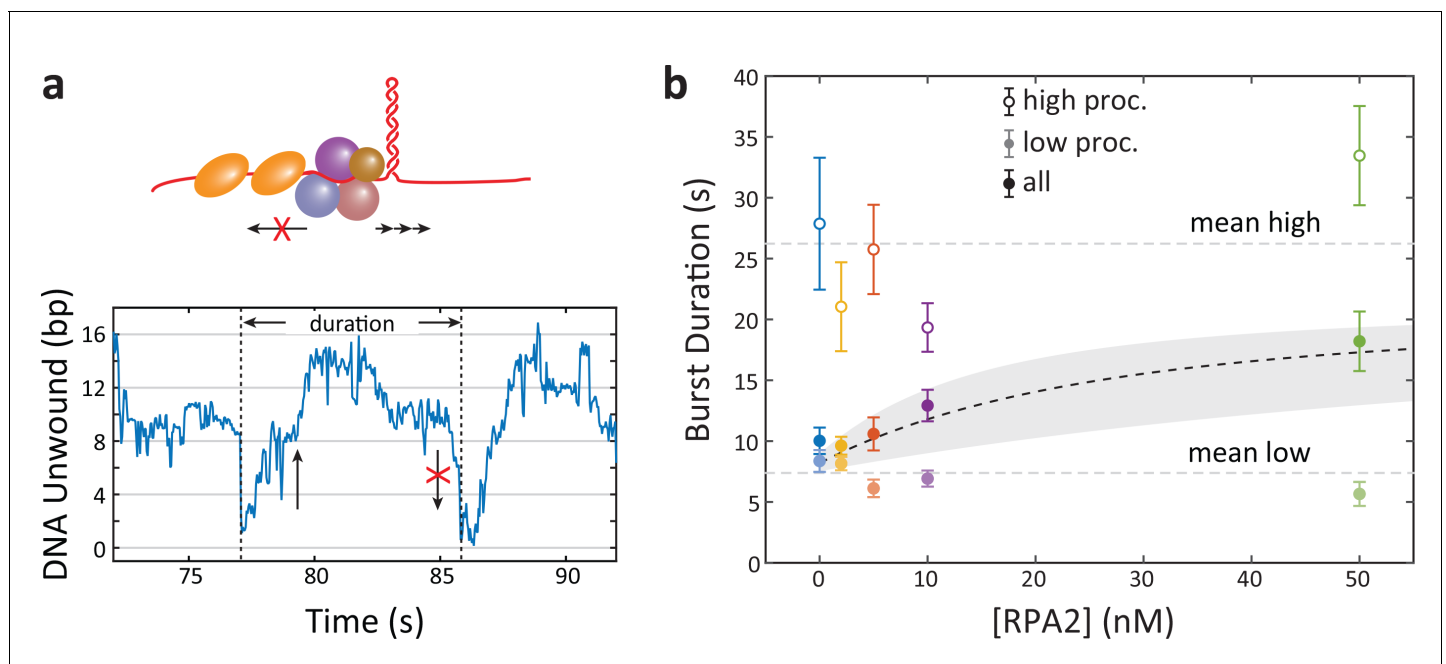 a
DNA Unwound (bp)
16
12
8
4
0
duration
75
80
85
90
Time (s)
b
Burst Duration (s)
40
35
30
25
20
15
10
5
0
high proc.
low proc.
all
mean high
mean low
0
10
20
30
40
50
[RPA2] (nM)